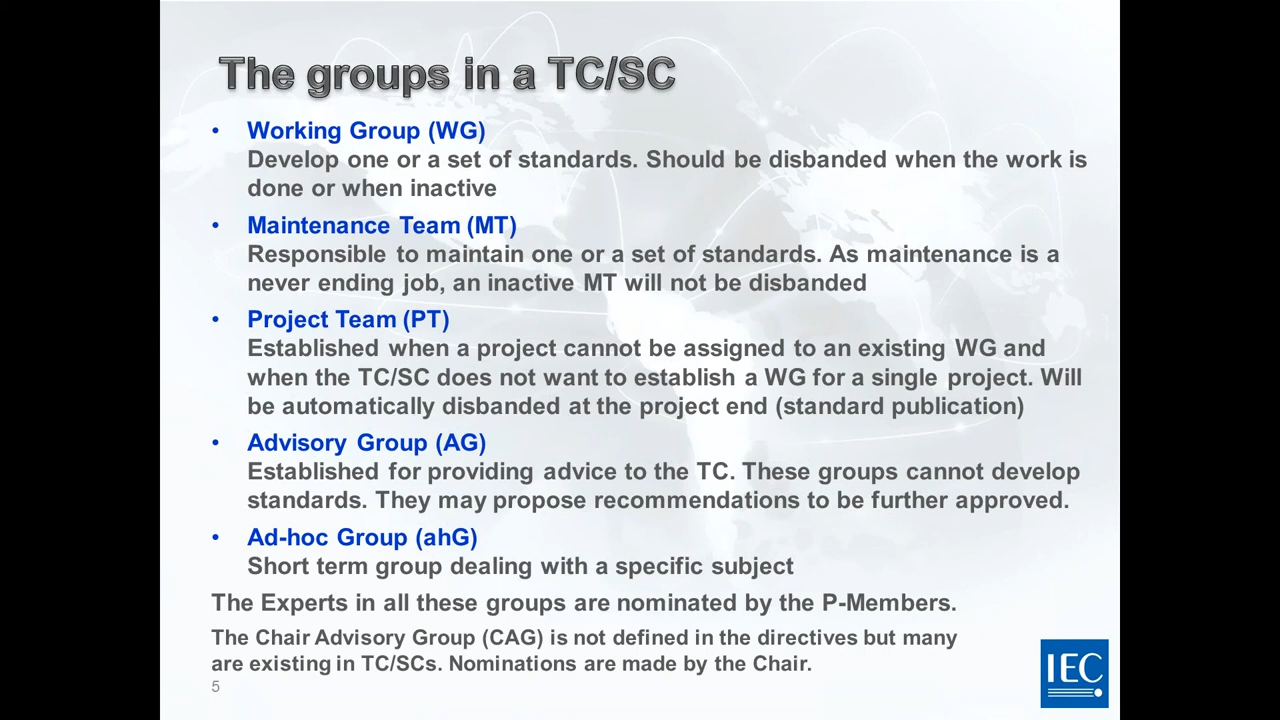 The groups in a TC/SC
• Working Group (WG)
Develop one or a set of standards. Should be disbanded when the work is
done or when inactive
• Maintenance Team (MT)
Responsible to maintain one or a set of standards. As maintenance is a
never ending job, an inactive MT will not be disbanded
• Project Team (PT)
Established when a project cannot be assigned to an existing WG and
when the TC/SC does not want to establish a WG for a single project. Will
be automatically disbanded at the project end (standard publication)
• Advisory Group (AG)
Established for providing advice to the TC. These groups cannot develop
standards. They may propose recommendations to be further approved.
• Ad-hoc Group (ahG)
Short term group dealing with a specific subject
The Experts in all these groups are nominated by the P-Members.
The Chair Advisory Group (CAG) is not defined in the directives but many
are existing in TC/SCs. Nominations are made by the Chair.
5
IEC